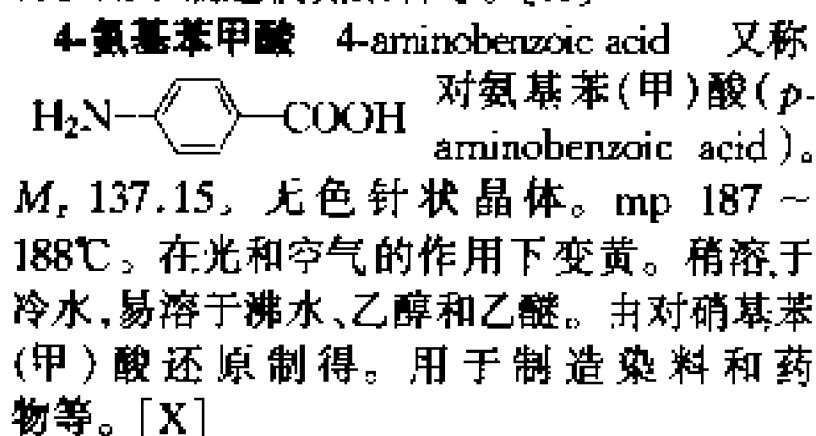 4-氨基苯甲酸 4-aminobenzoic acid 又称
H₂N COOH 对氨基苯(甲)酸(p-
aminobenzoic acid)。
Mᵣ 137.15。无色针状晶体。mp 187~
188℃。在光和空气的作用下变黄。稍溶于
冷水,易溶于沸水、乙醇和乙醚。由对硝基苯
(甲)酸还原制得。用于制造染料和药
物等。[X]